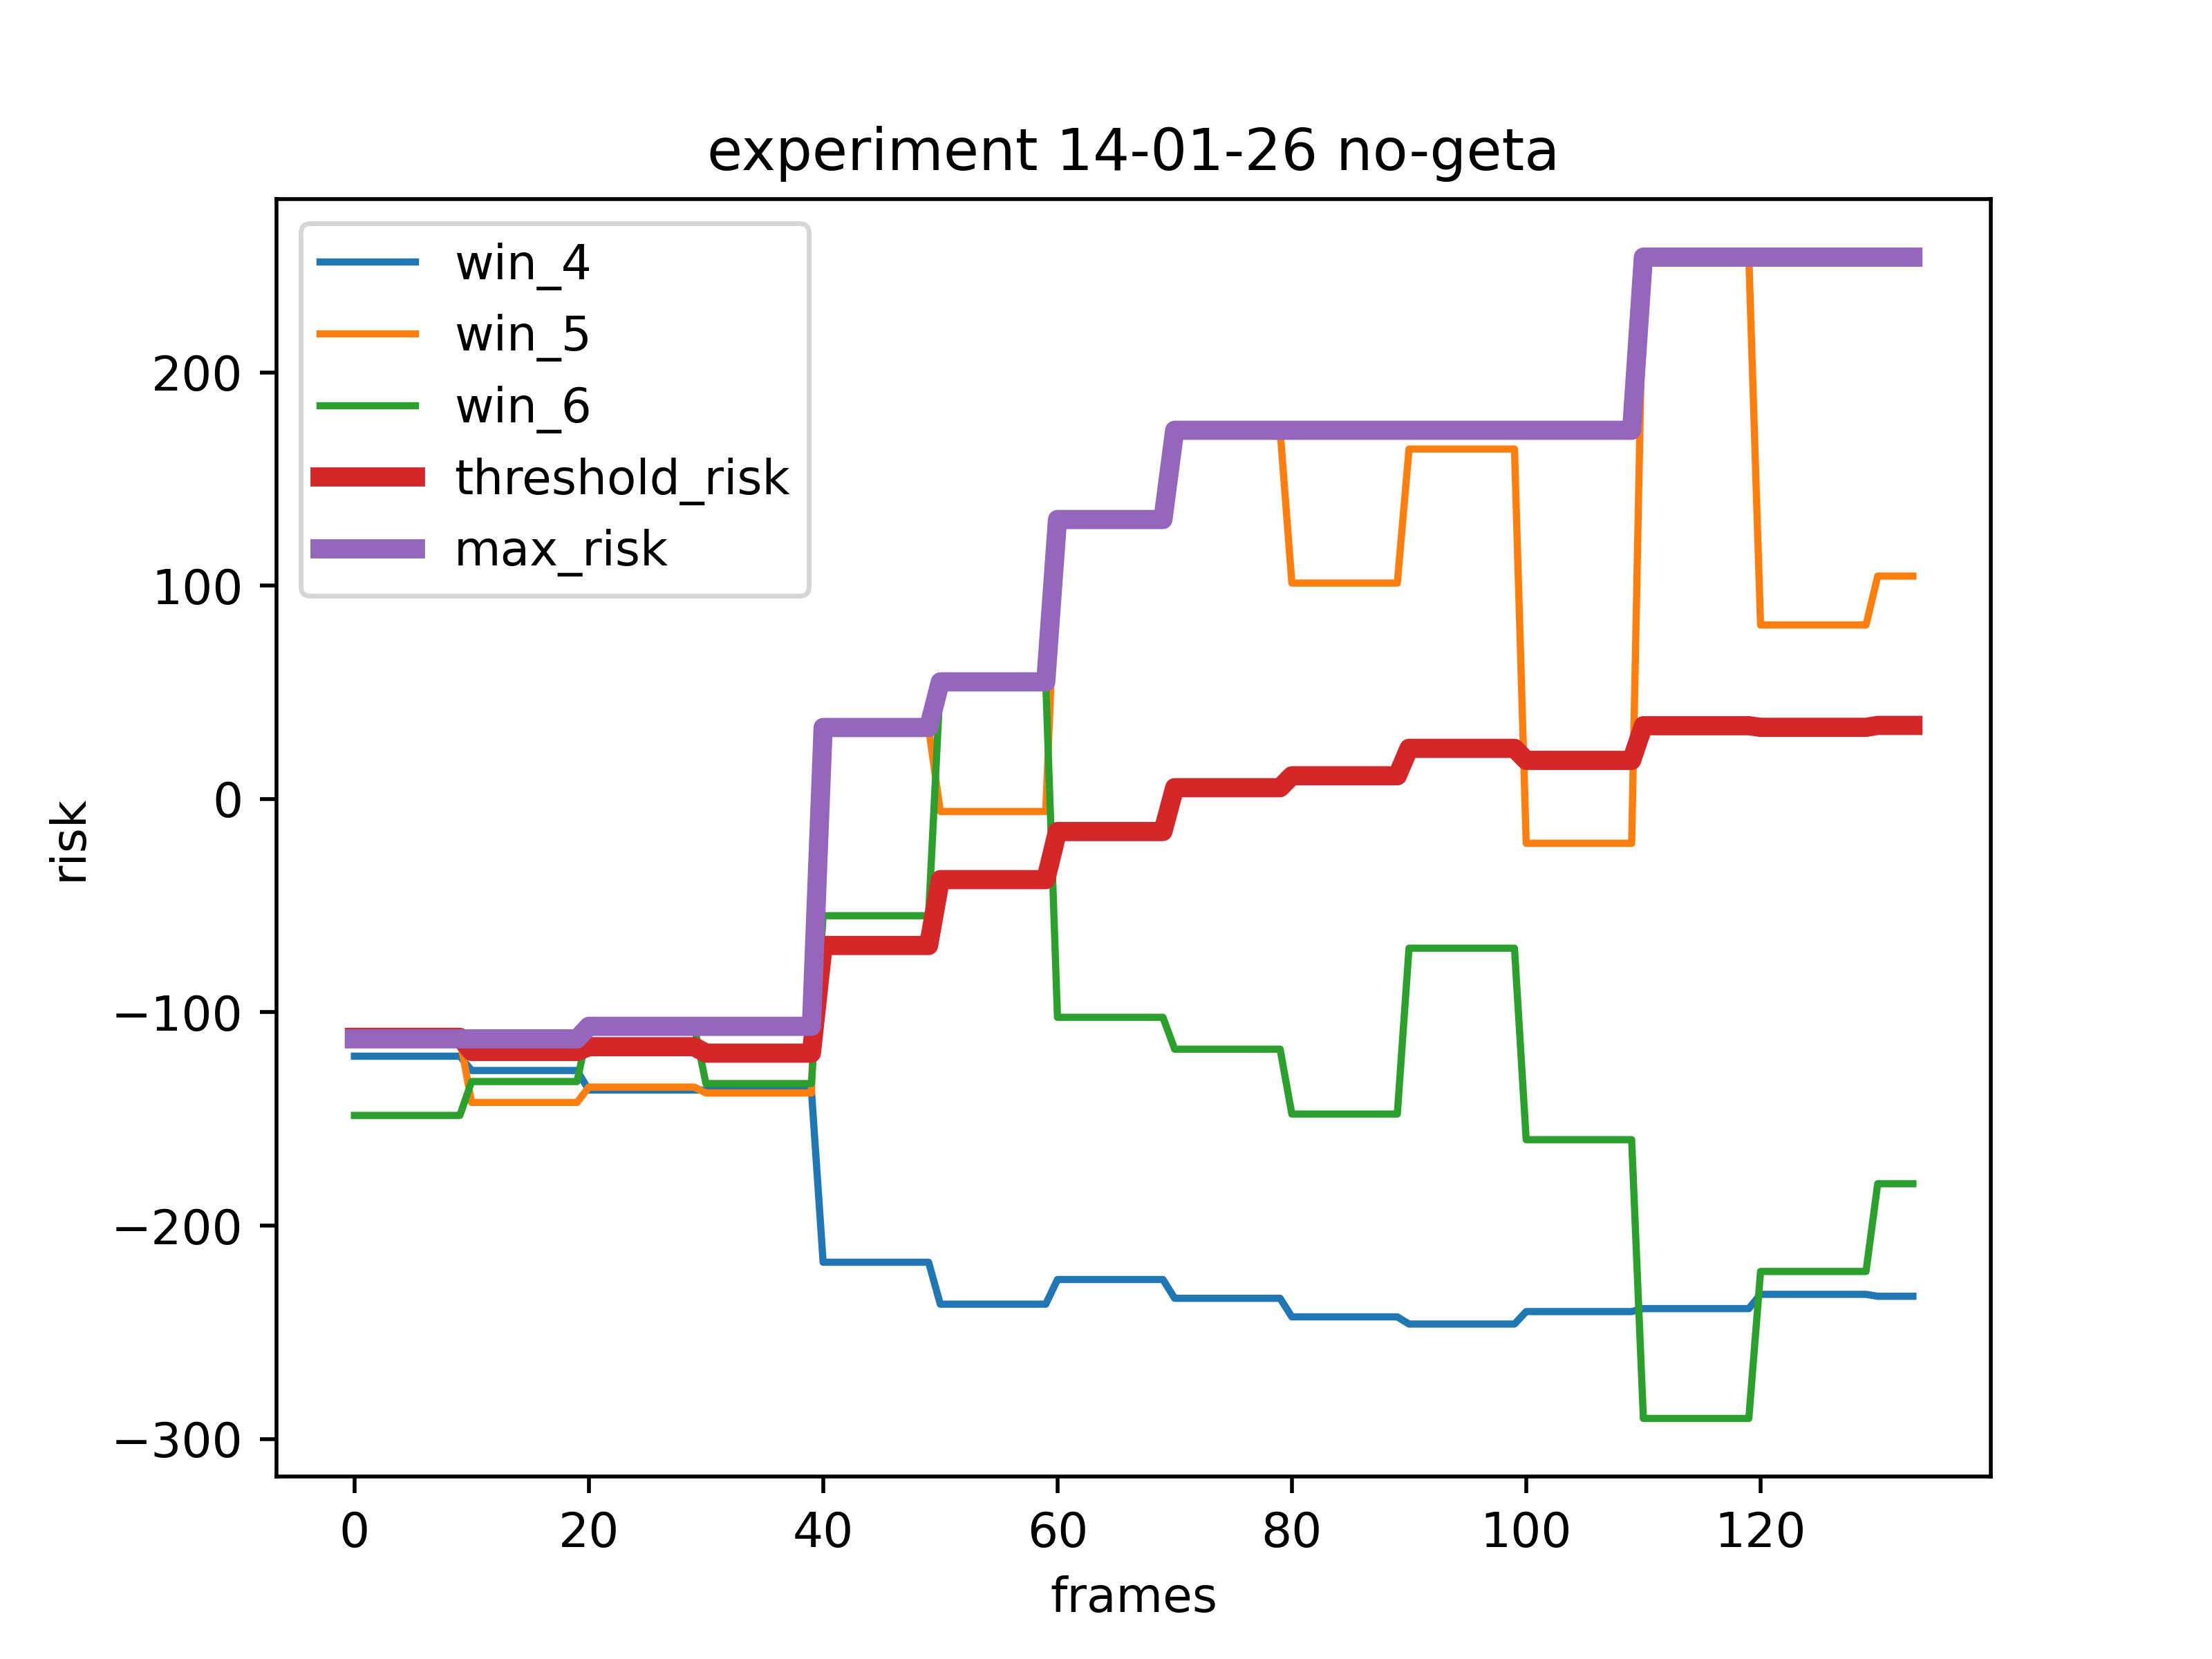 experiment 14-01-26 no-geta
win_4
win_5
win_6
threshold_risk
max_risk
200
100
0
−100
−200
−300
risk
0 20 40 60 80 100 120
frames